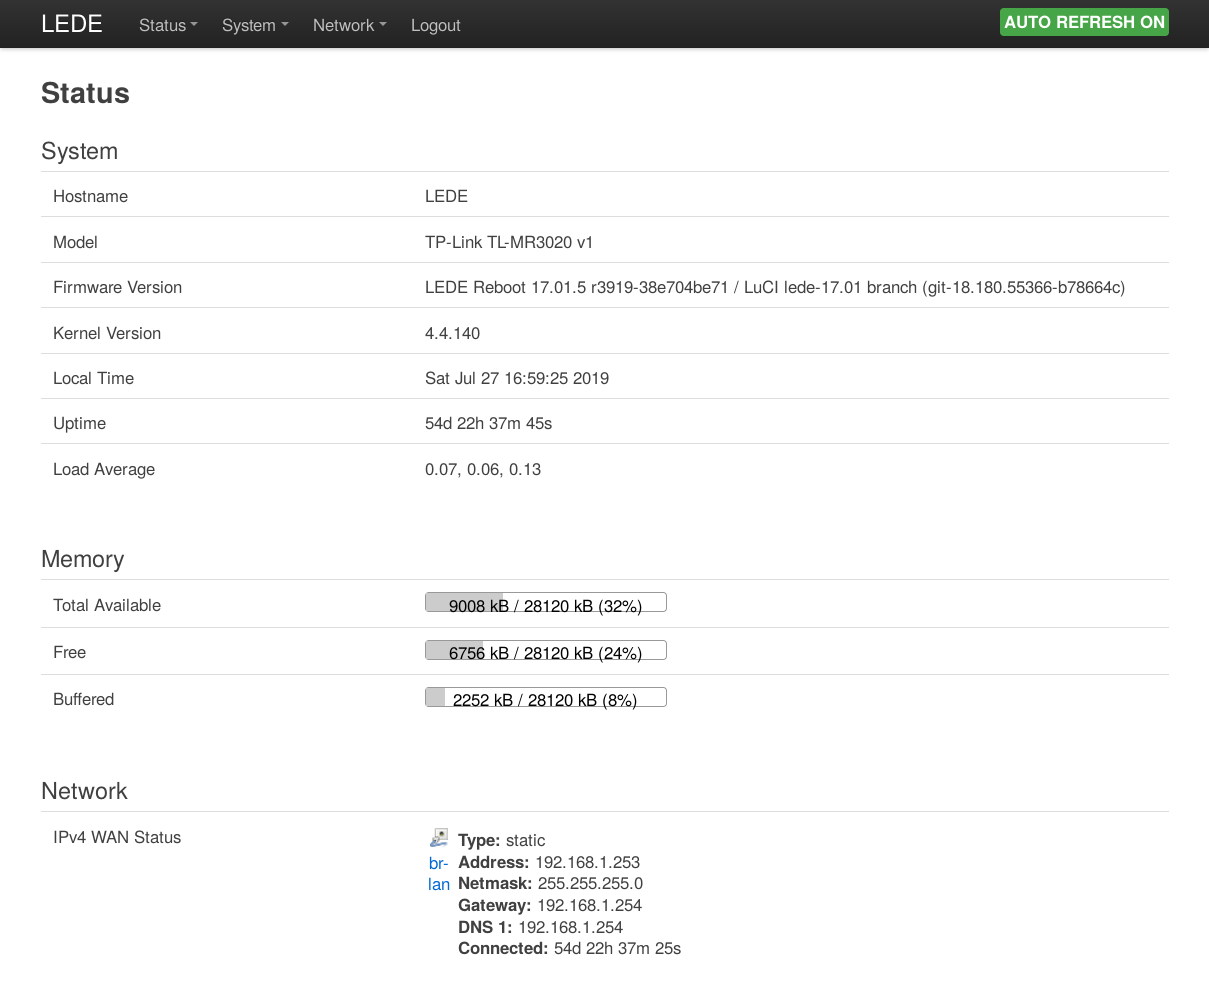 LEDE Status System Network Logout AUTO REFRESH ON
Status
System
Hostname LEDE
Model TP-Link TL-MR3020 v1
Firmware Version LEDE Reboot 17.01.5 r3919-38e704be71 / LuCI lede-17.01 branch (git-18.180.55366-b78664c)
Kernel Version 4.4.140
Local Time Sat Jul 27 16:59:25 2019
Uptime 54d 22h 37m 45s
Load Average 0.07, 0.06, 0.13
Memory
Total Available 9008 kB / 28120 kB (32%)
Free 6756 kB / 28120 kB (24%)
Buffered 2252 kB / 28120 kB (8%)
Network
IPv4 WAN Status Type: static
br- Address: 192.168.1.253
lan Netmask: 255.255.255.0
Gateway: 192.168.1.254
DNS 1: 192.168.1.254
Connected: 54d 22h 37m 25s